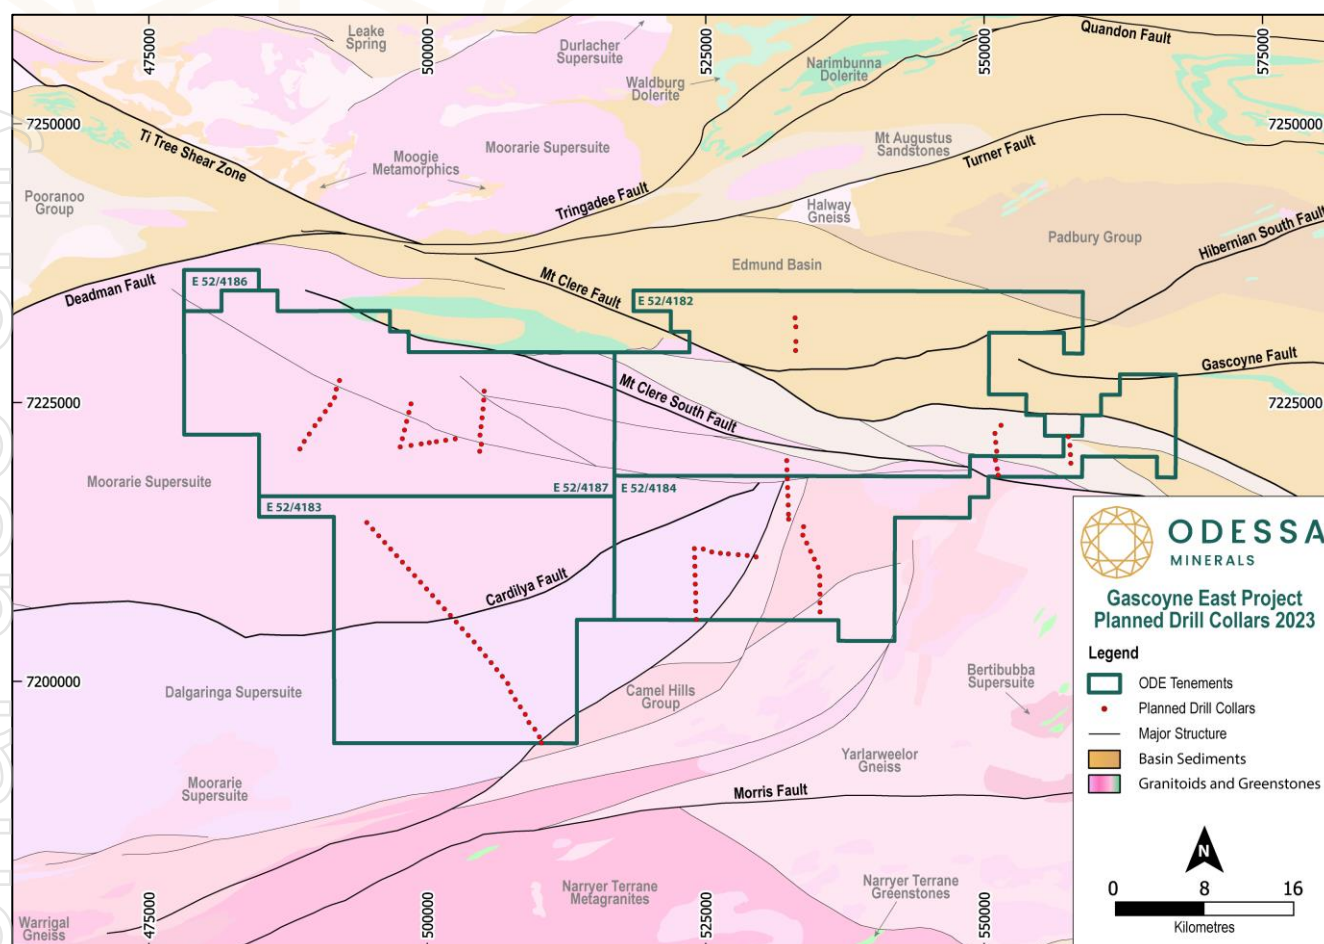 475000
500000
525000
550000
575000
Leake
Spring
Durlacher
Supersuite
Waldburg
Dolerite
Narimbunna
Dolerite
Quandon Fault
7250000
7250000
Ti Tree Shear Zone
Moogie
Metamorphics
Moorarie Supersuite
Mt Augustus
Sandstones
Turner Fault
Pooranoo
Group
Tringadee Fault
Halway
Gneiss
Padbury Group
Hibernian South Fault
Deadman Fault
E 52/4186
Mt Clere Fault
Edmund Basin
E 52/4182
Gascoyne Fault
7225000
7225000
Mt Clere South Fault
Moorarie Supersuite
E 52/4187
E 52/4184
E 52/4183
Cardilya Fault
ODESSA
MINERALS
Gascoyne East Project
Planned Drill Collars 2023
Legend
ODE Tenements
Planned Drill Collars
Major Structure
Basin Sediments
Granitoids and Greenstones
N
0 8 16
Kilometres
7200000
Dalgaringa Supersuite
Camel Hills
Group
Bertibubba
Supersuite
Moorarie
Supersuite
Yarlarweelor
Gneiss
Morris Fault
Narryer Terrane
Metagranites
Narryer Terrane
Greenstones
Warrigal
Gneiss
475000
500000
525000
550000